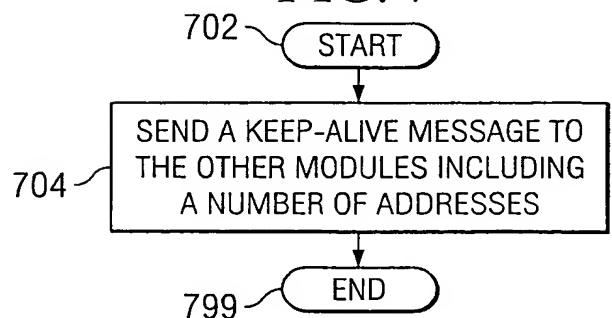 702
START
704
SEND A KEEP-ALIVE MESSAGE TO
THE OTHER MODULES INCLUDING
A NUMBER OF ADDRESSES
799
END